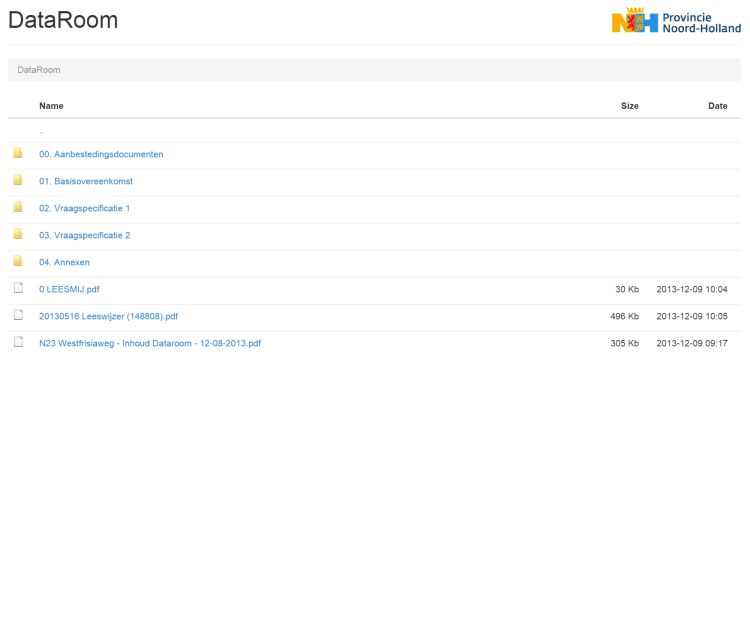 DataRoom
NH
Provincie
Noord-Holland
DataRoom
Name Size Date
..
00. Aanbestedingsdocumenten
01. Basisovereenkomst
02. Vraagspecificatie 1
03. Vraagspecificatie 2
04. Annexen
0 LEESMIJ.pdf 30 Kb 2013-12-09 10:04
20130516 Leeswijzer (148808).pdf 496 Kb 2013-12-09 10:05
N23 Westfrisiaweg - Inhoud Dataroom - 12-08-2013.pdf 305 Kb 2013-12-09 09:17